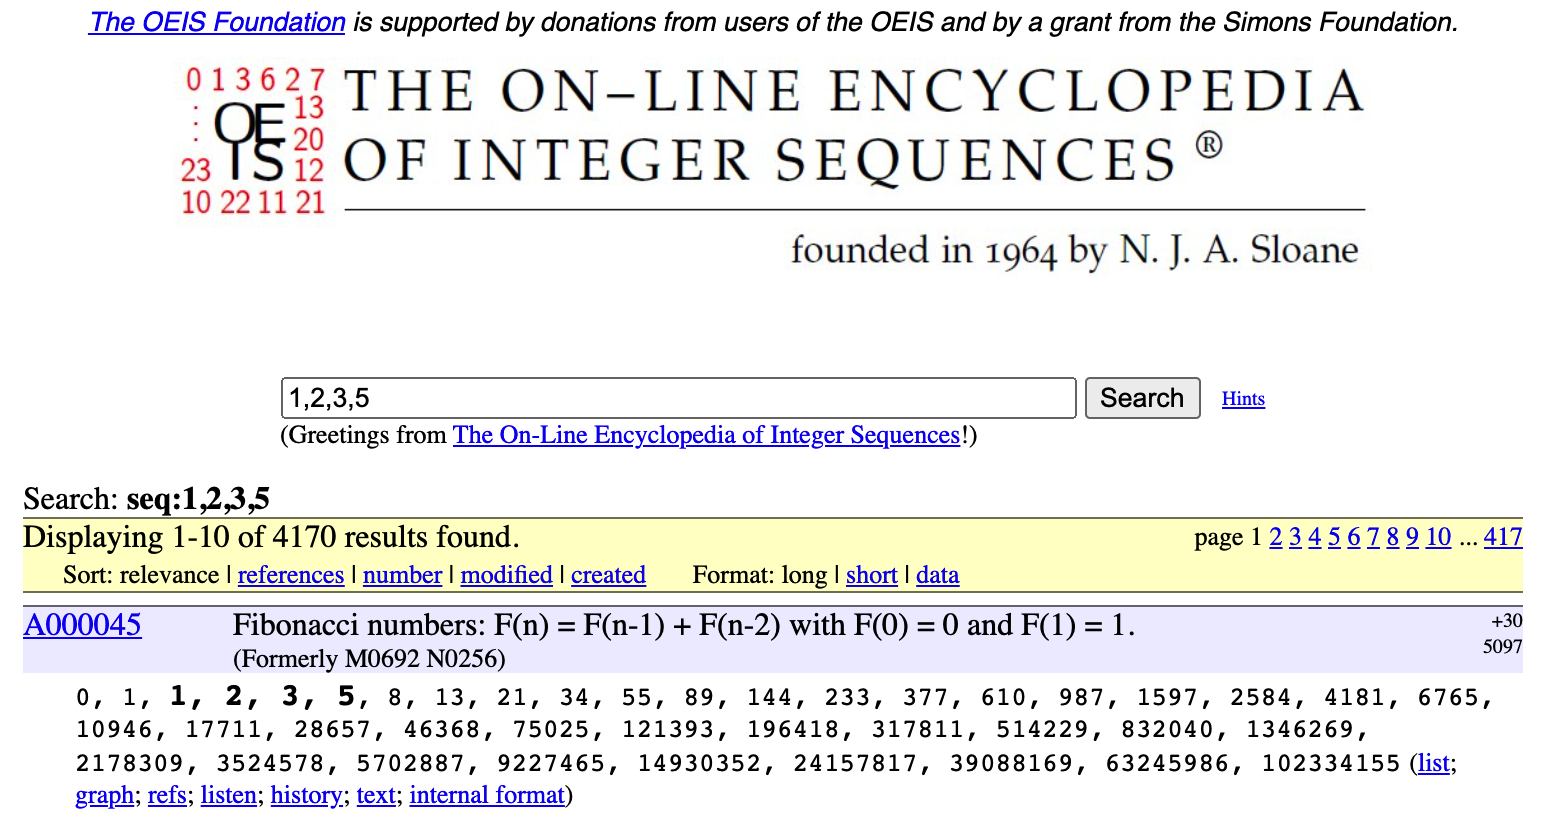 The OEIS Foundation is supported by donations from users of the OEIS and by a grant from the Simons Foundation.
0 1 3 6 2 7
: OE 13
IS 20
23 12
10 22 11 21
THE ON–LINE ENCYCLOPEDIA
OF INTEGER SEQUENCES ®
founded in 1964 by N. J. A. Sloane
1,2,3,5 Search Hints
(Greetings from The On-Line Encyclopedia of Integer Sequences!)
Search: seq:1,2,3,5
Displaying 1-10 of 4170 results found. page 1 2 3 4 5 6 7 8 9 10 ... 417
Sort: relevance | references | number | modified | created Format: long | short | data
A000045 Fibonacci numbers: F(n) = F(n-1) + F(n-2) with F(0) = 0 and F(1) = 1. +30
(Formerly M0692 N0256) 5097
0, 1, 1, 2, 3, 5, 8, 13, 21, 34, 55, 89, 144, 233, 377, 610, 987, 1597, 2584, 4181, 6765,
10946, 17711, 28657, 46368, 75025, 121393, 196418, 317811, 514229, 832040, 1346269,
2178309, 3524578, 5702887, 9227465, 14930352, 24157817, 39088169, 63245986, 102334155 (list;
graph; refs; listen; history; text; internal format)